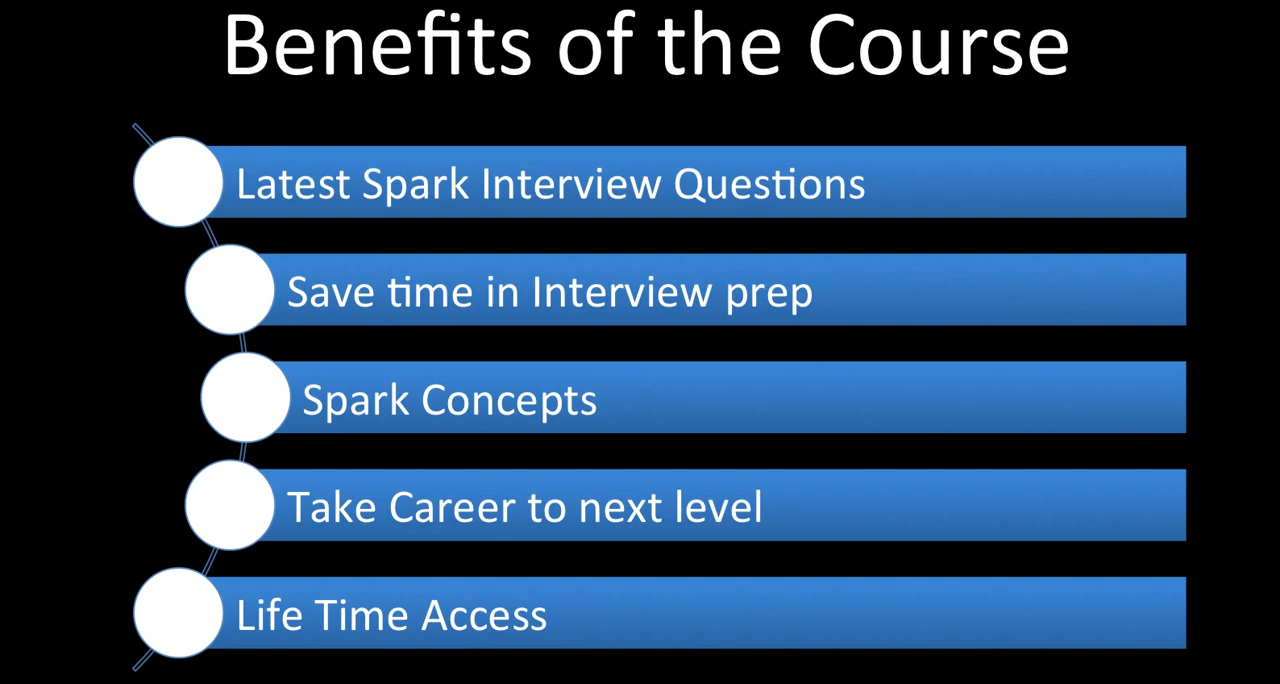 Benefits of the Course
Latest Spark Interview Questions
Save time in Interview prep
Spark Concepts
Take Career to next level
Life Time Access